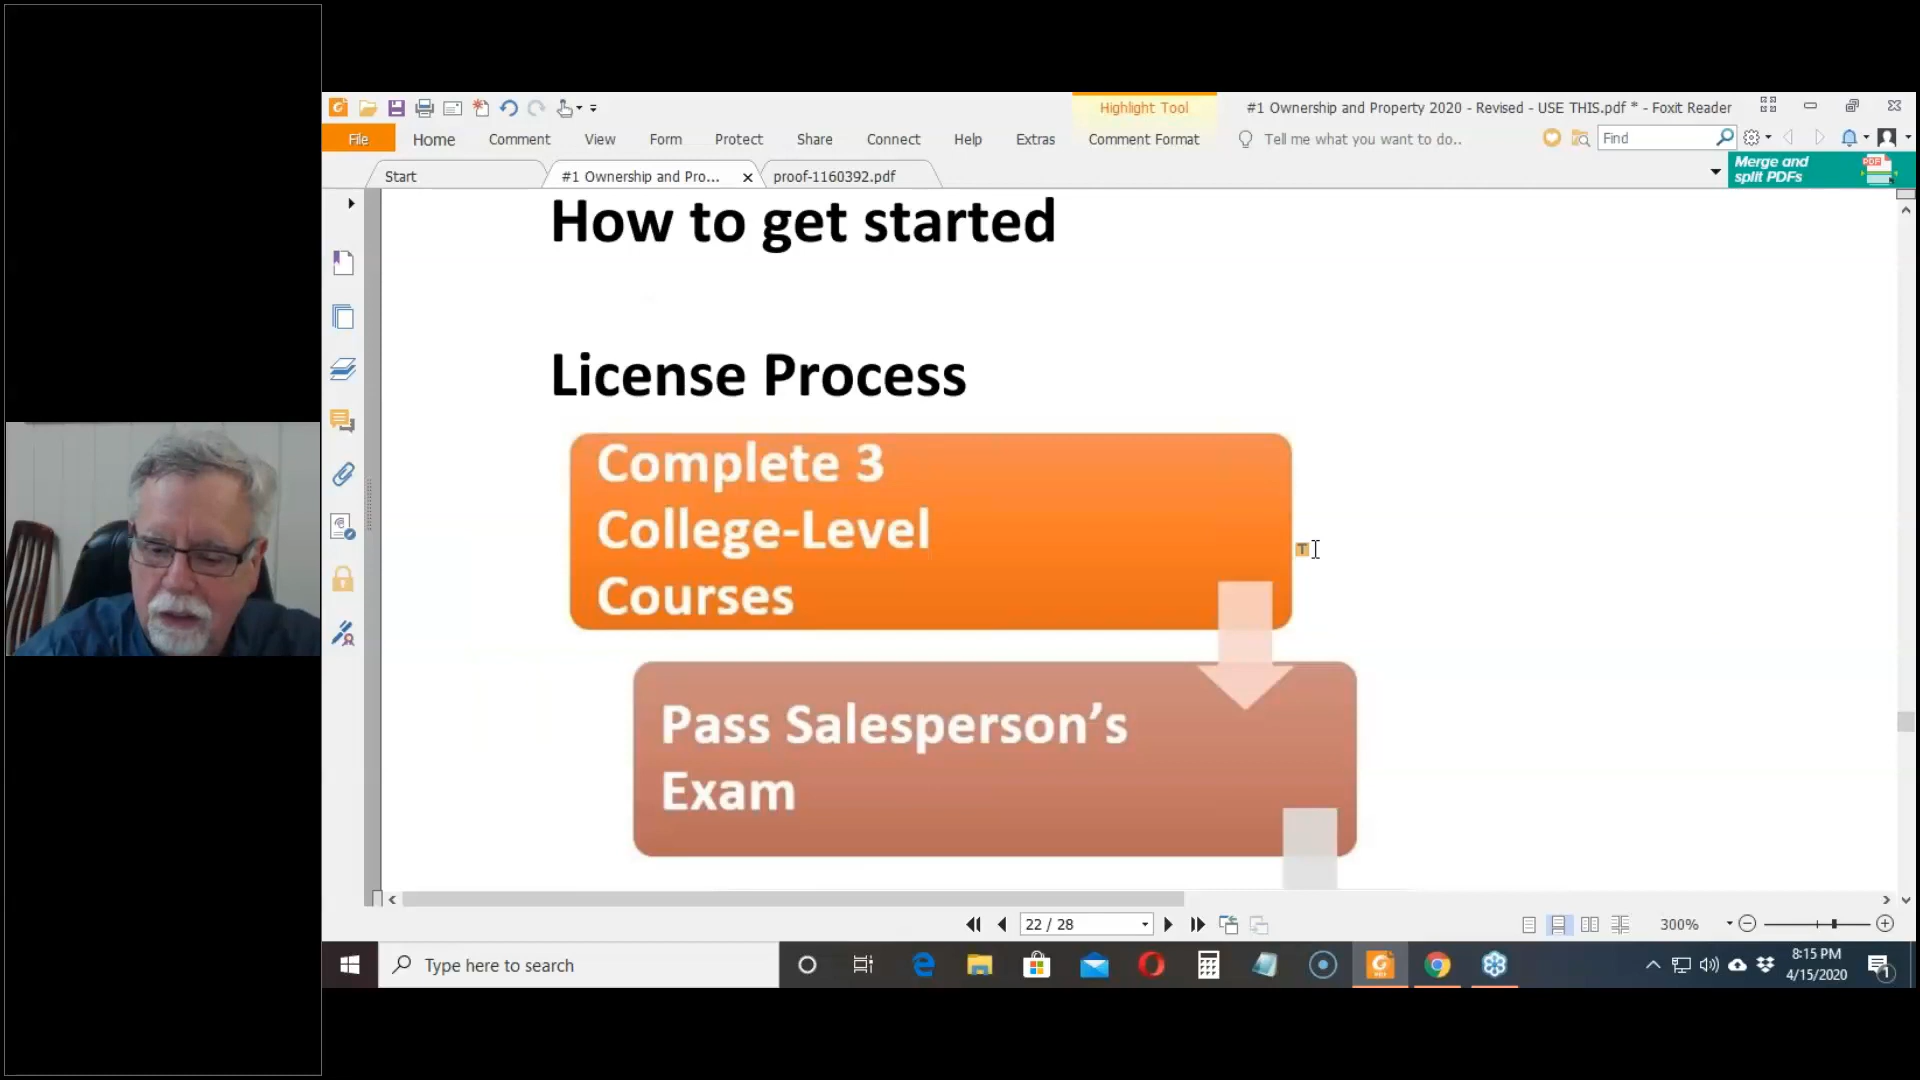 Highlight Tool
#1 Ownership and Property 2020 - Revised - USE THIS.pdf * - Foxit Reader
File
Home
Comment
View
Form
Protect
Share
Connect
Help
Extras
Comment Format
Tell me what you want to do..
Find
Start
#1 Ownership and Pro...
proof-1160392.pdf
Merge and
split PDFs
PDF
How to get started
License Process
Complete 3
College-Level
Courses
Pass Salesperson’s
Exam
22 / 28
300%
Type here to search
8:15 PM
4/15/2020
1